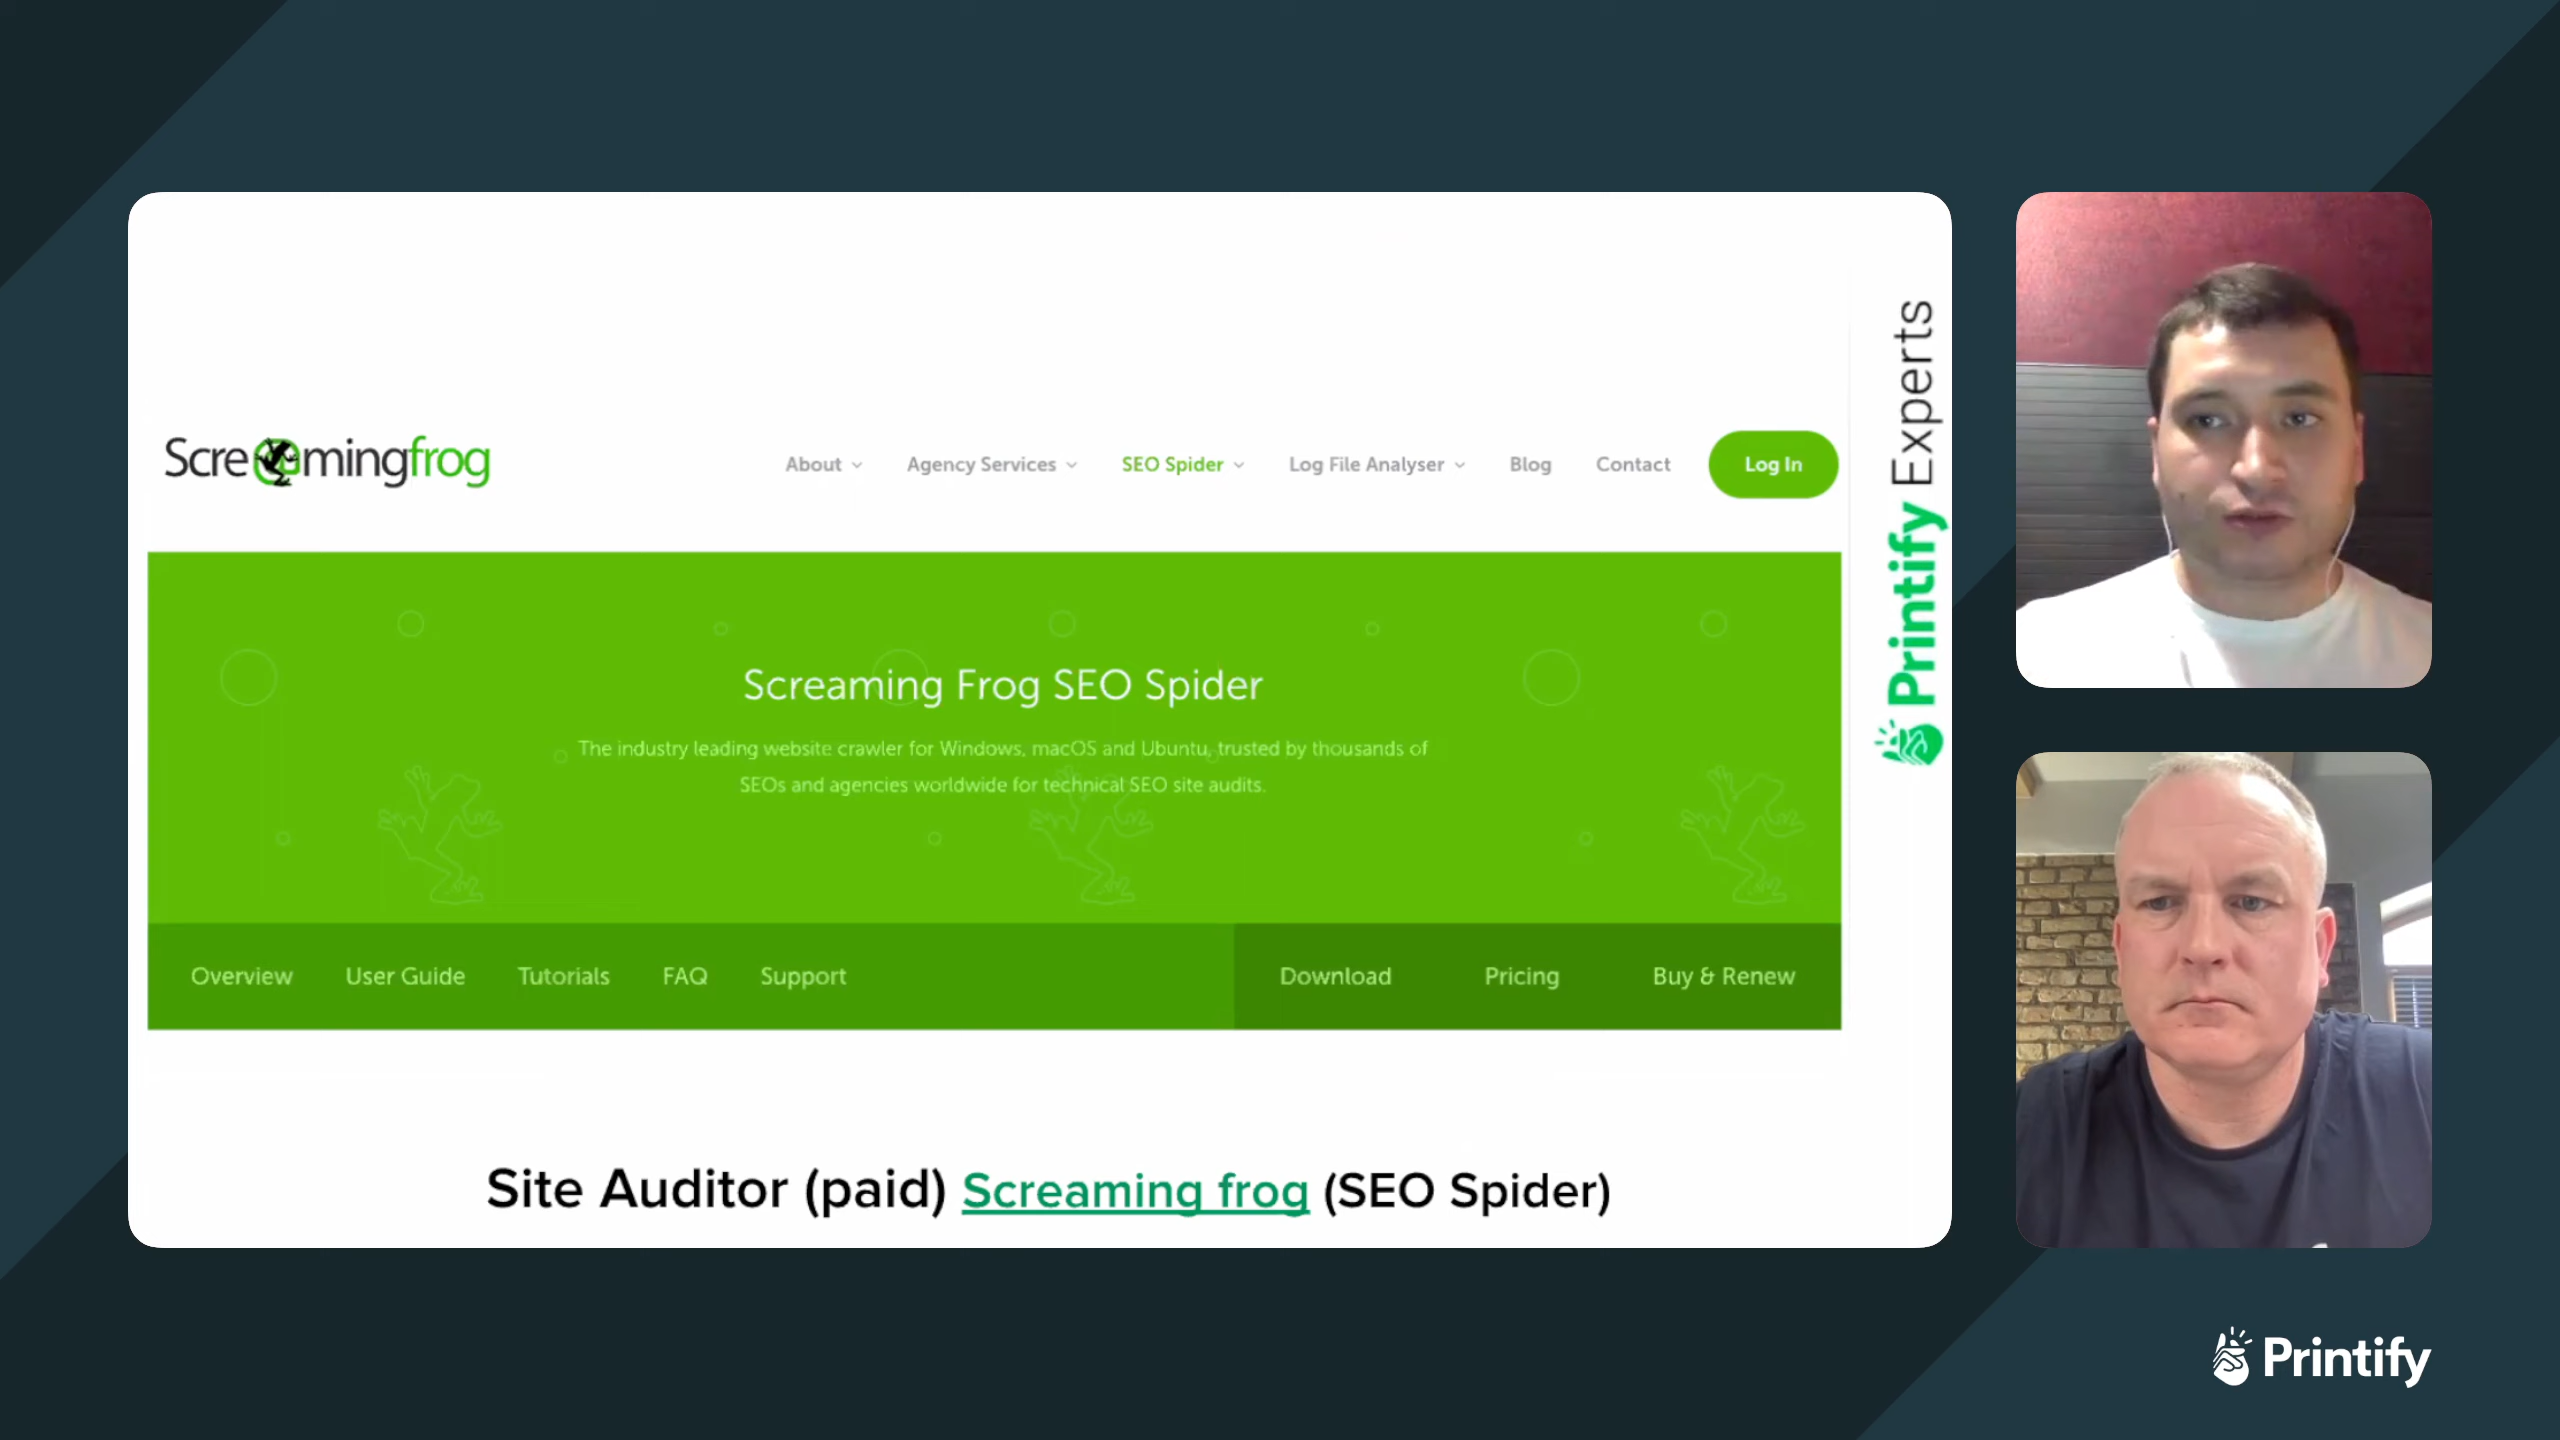 Screamingfrog
About
Agency Services
SEO Spider
Log File Analyser
Blog
Contact
Log In
Screaming Frog SEO Spider
The industry leading website crawler for Windows, macOS and Ubuntu, trusted by thousands of
SEOs and agencies worldwide for technical SEO site audits.
Overview
User Guide
Tutorials
FAQ
Support
Download
Pricing
Buy & Renew
Site Auditor (paid) Screaming frog (SEO Spider)
Printify Experts
Printify